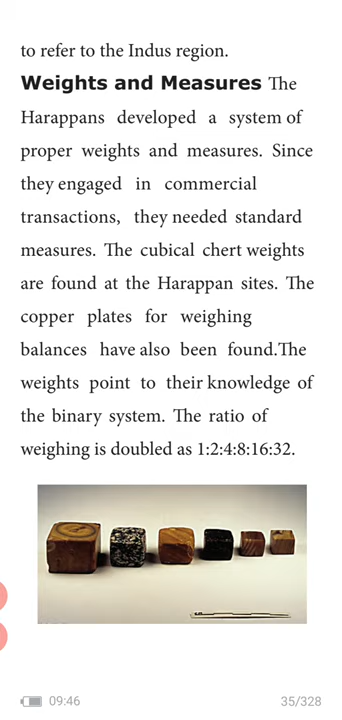 to refer to the Indus region.
Weights and Measures The
Harappans developed a system of
proper weights and measures. Since
they engaged in commercial
transactions, they needed standard
measures. The cubical chert weights
are found at the Harappan sites. The
copper plates for weighing
balances have also been found.The
weights point to their knowledge of
the binary system. The ratio of
weighing is doubled as 1:2:4:8:16:32.
09:46 35/328